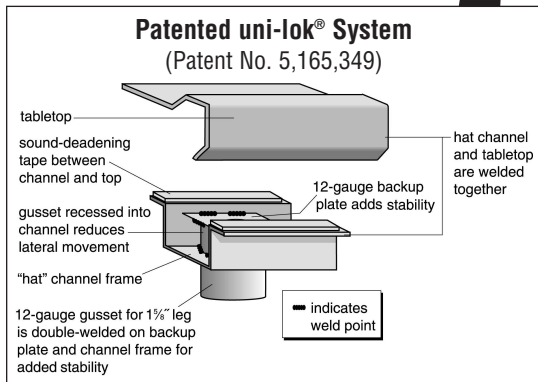 Patented uni-lok® System
(Patent No. 5,165,349)
tabletop
sound-deadening
tape between
channel and top
gusset recessed into
channel reduces
lateral movement
“hat” channel frame
12-gauge gusset for 1⅝˝ leg
is double-welded on backup
plate and channel frame for
added stability
12-gauge backup
plate adds stability
hat channel
and tabletop
are welded
together
indicates
weld point